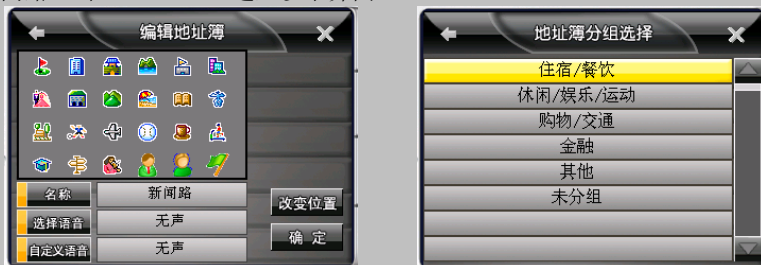 编辑地址簿
名称 新闻路
选择语音 无声
自定义语音 无声
改变位置
确 定
地址簿分组选择
住宿/餐饮
休闲/娱乐/运动
购物/交通
金融
其他
未分组